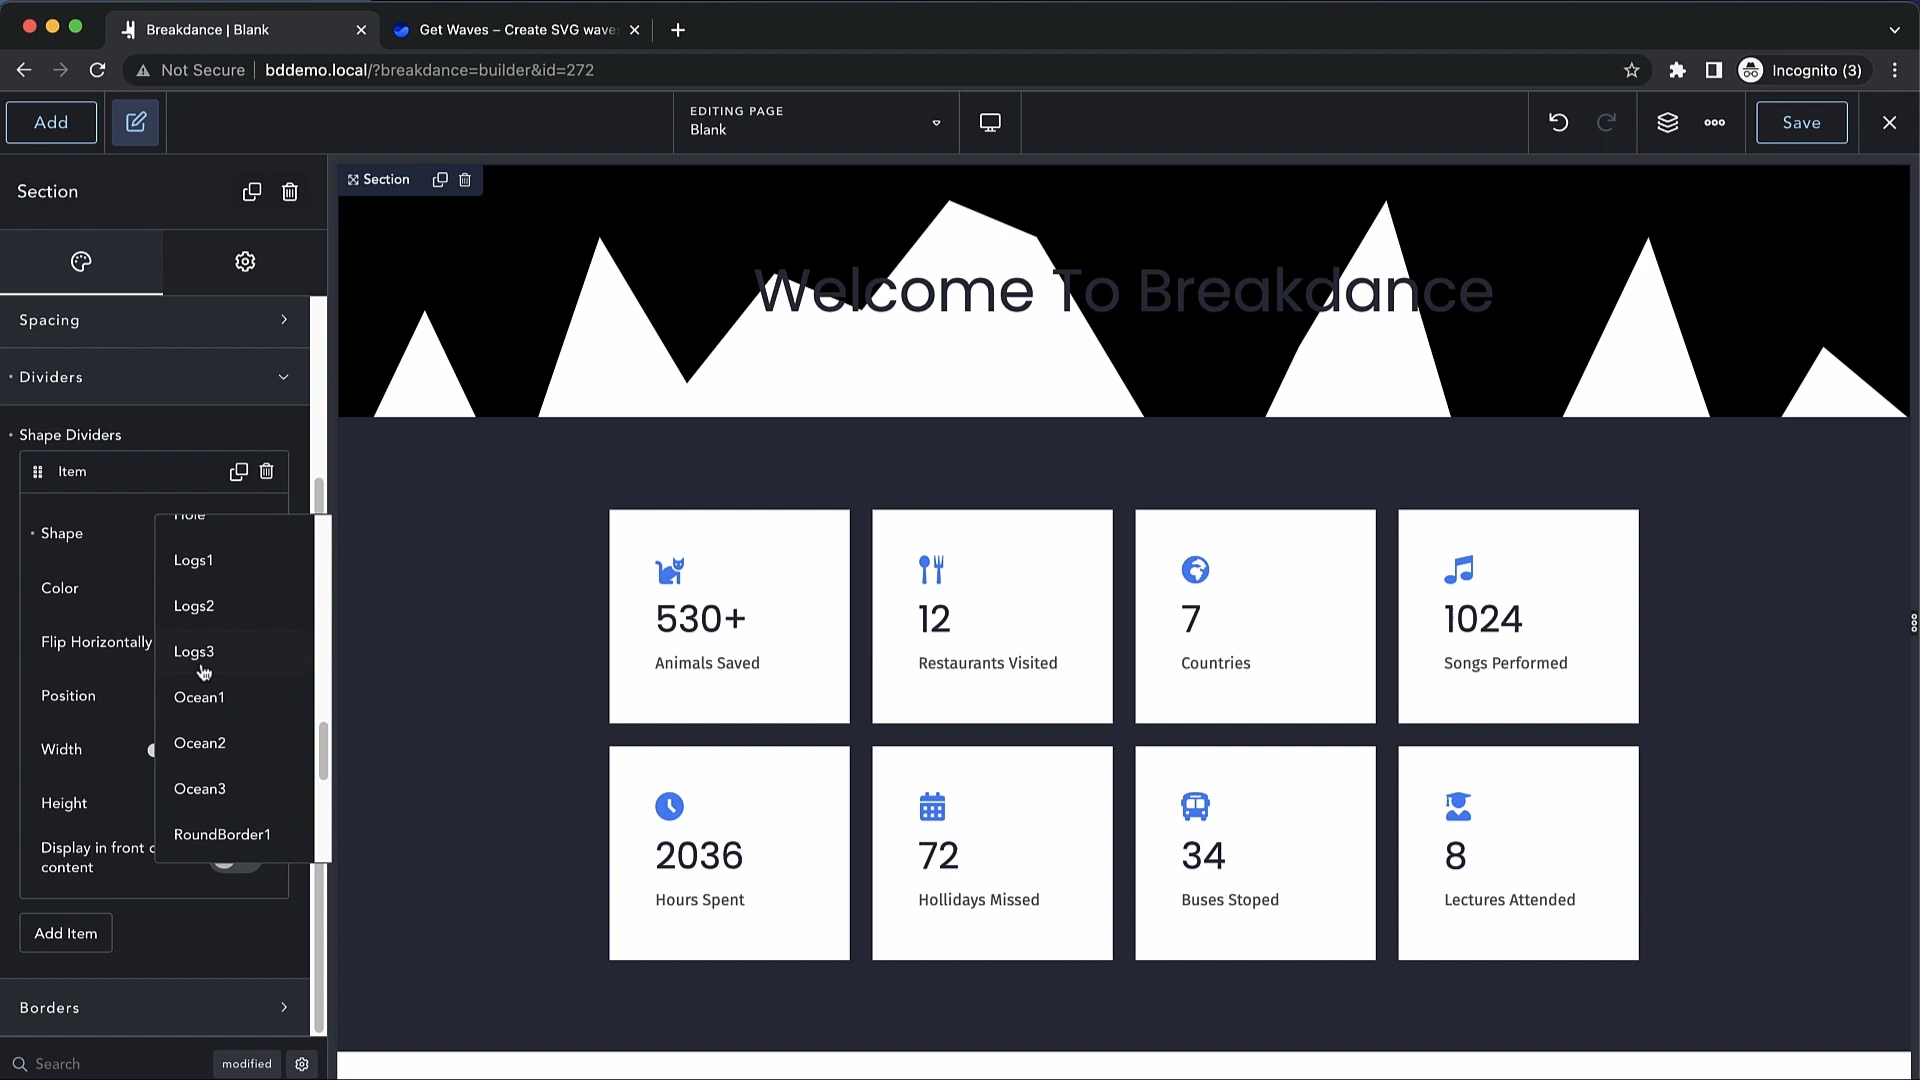 Breakdance | Blank
Get Waves – Create SVG wave
Not Secure
bddemo.local/?breakdance=builder&id=272
Incognito (3)
Add
EDITING PAGE
Blank
Save
Section
Section
Welcome To Breakdance
Spacing
Dividers
Shape Dividers
Item
Shape
Color
Flip Horizontally
Position
Width
Height
Display in front
content
Hole
Logs1
Logs2
Logs3
Ocean1
Ocean2
Ocean3
RoundBorder1
Add Item
Borders
Search
modified
530+
Animals Saved
12
Restaurants Visited
7
Countries
1024
Songs Performed
2036
Hours Spent
72
Hollidays Missed
34
Buses Stoped
8
Lectures Attended